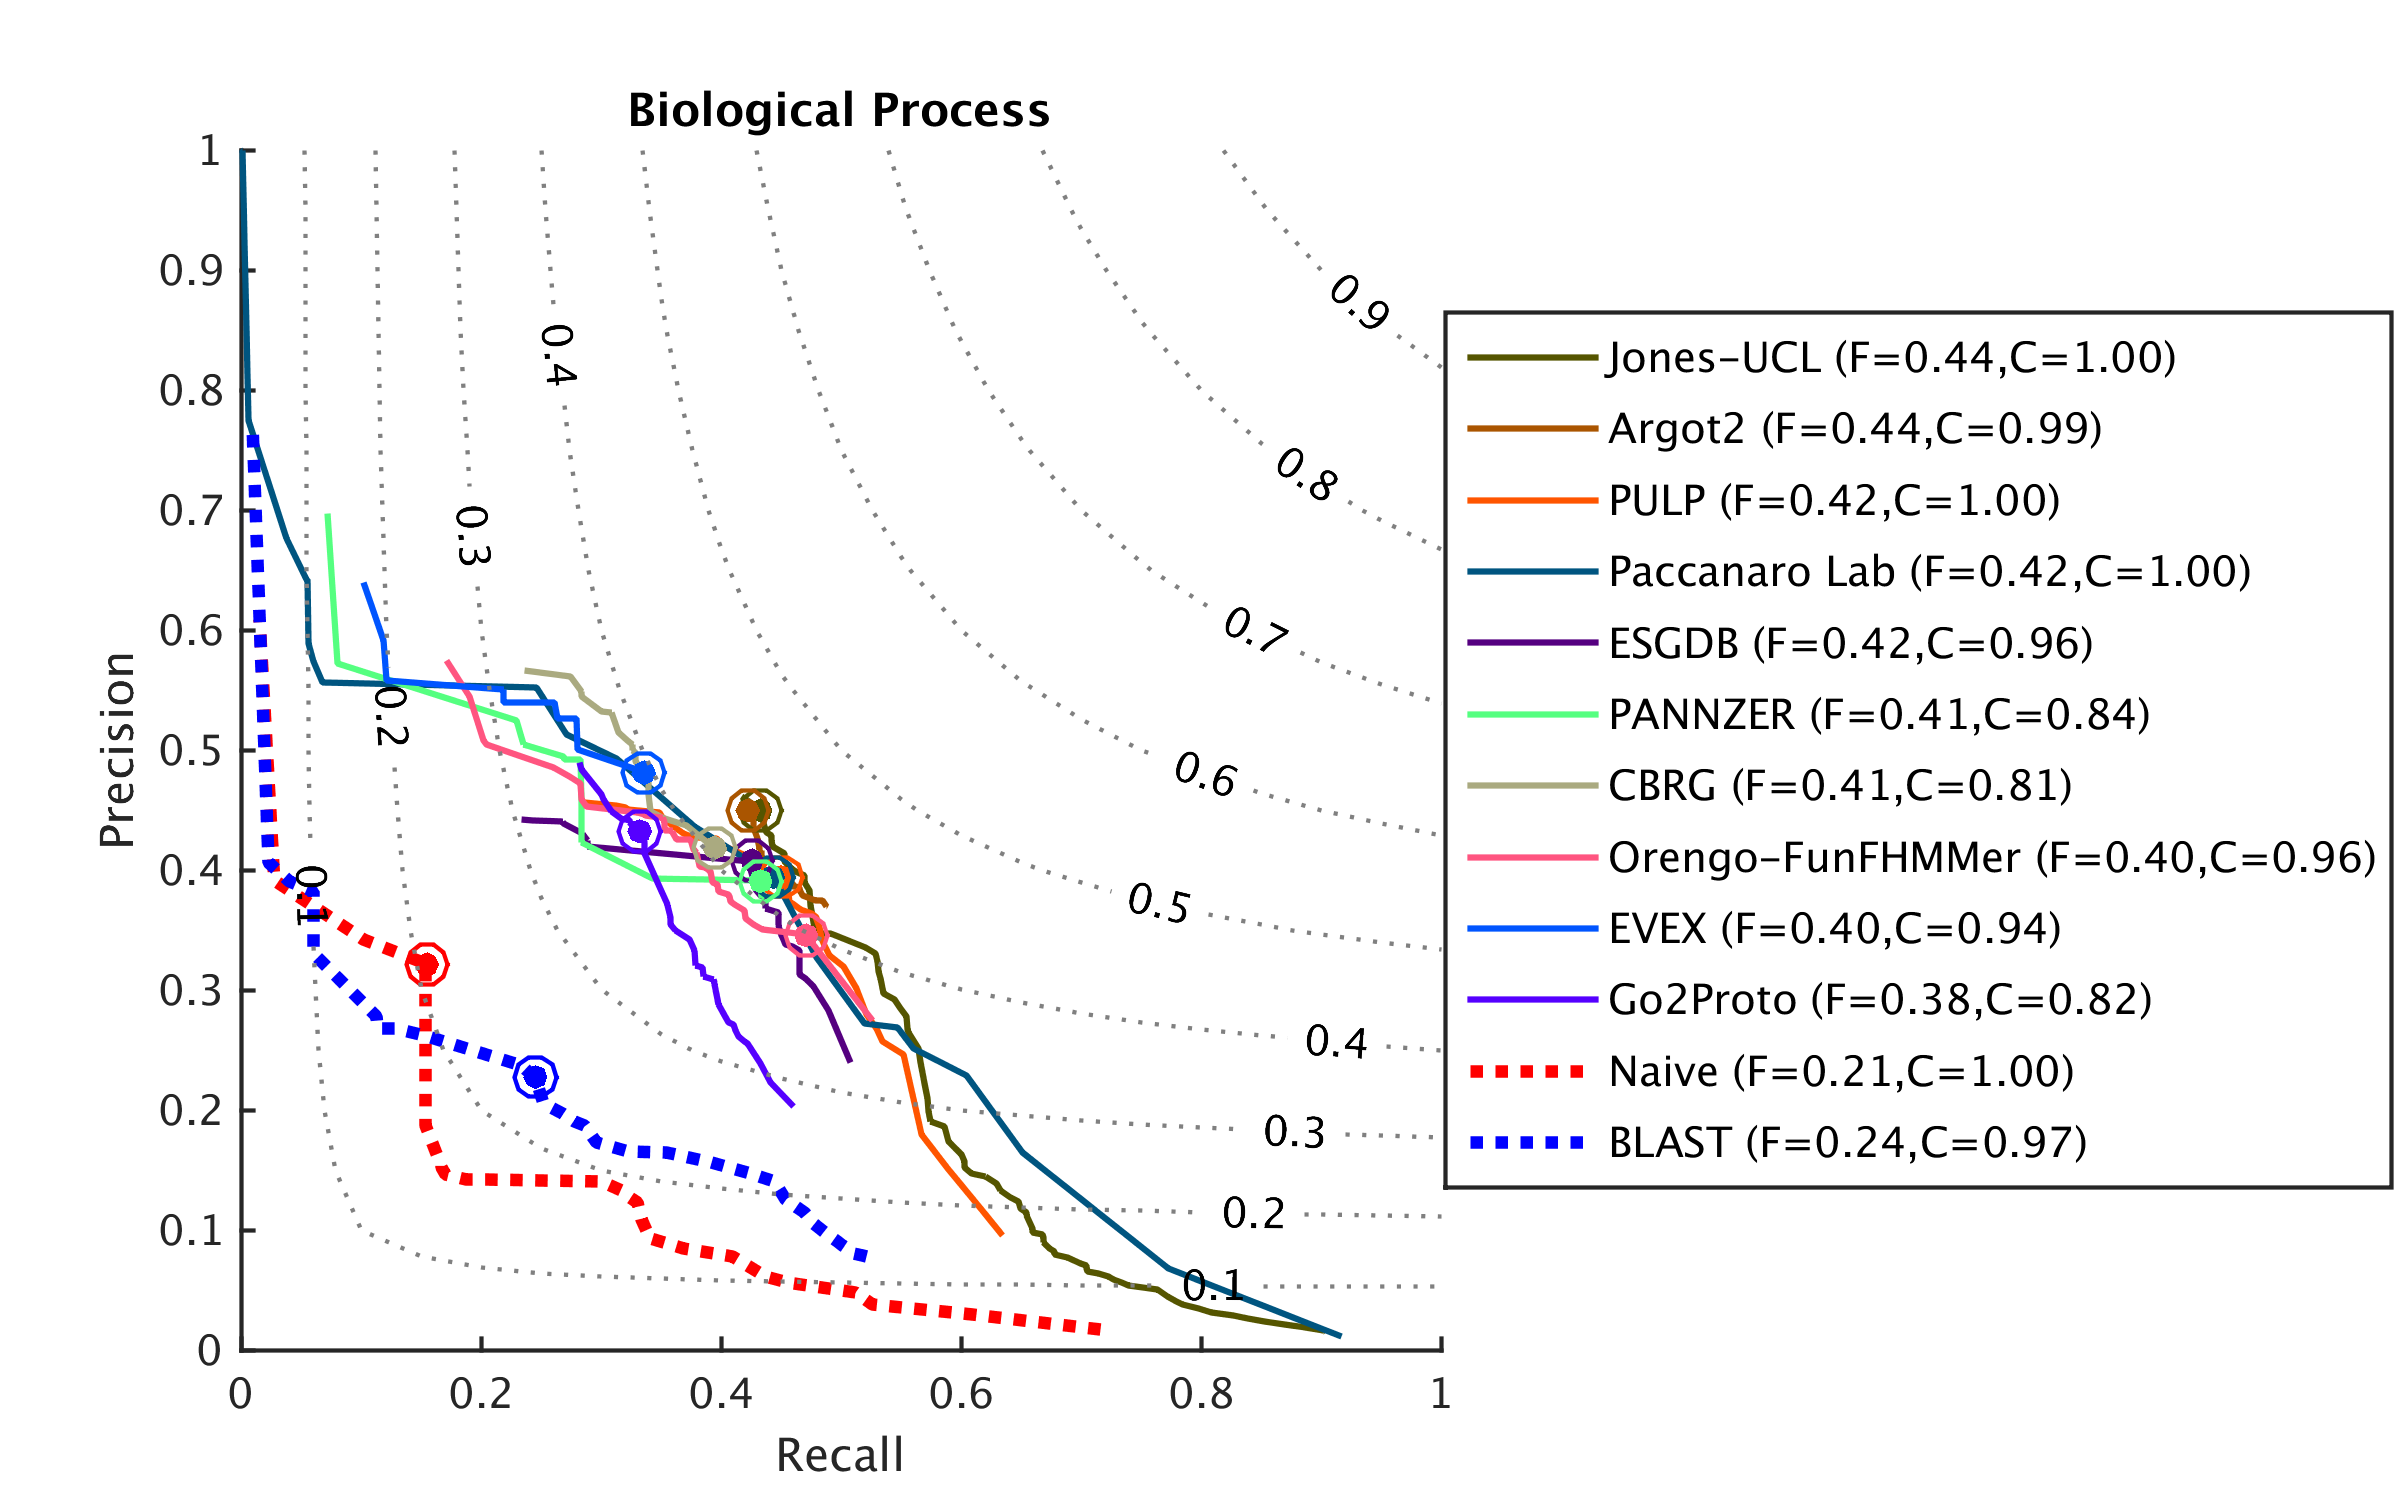 Biological Process
1
0.9
0.8
0.7
0.6
0.5
0.4
0.3
0.2
0.1
0
Precision
0
0.2
0.4
0.6
0.8
1
Recall
0.9
0.8
0.7
0.6
0.5
0.4
0.3
0.2
0.1
0.4
0.3
0.2
0.1
Jones-UCL (F=0.44,C=1.00)
Argot2 (F=0.44,C=0.99)
PULP (F=0.42,C=1.00)
Paccanaro Lab (F=0.42,C=1.00)
ESGDB (F=0.42,C=0.96)
PANNZER (F=0.41,C=0.84)
CBRG (F=0.41,C=0.81)
Orengo-FunFHMMer (F=0.40,C=0.96)
EVEX (F=0.40,C=0.94)
Go2Proto (F=0.38,C=0.82)
Naive (F=0.21,C=1.00)
BLAST (F=0.24,C=0.97)